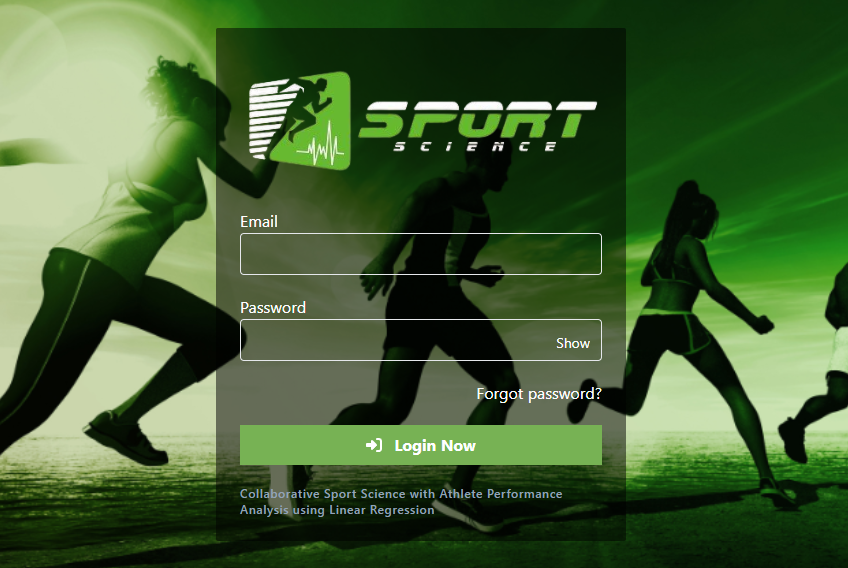 SPORT
SCIENCE
Email
Password
Show
Forgot password?
Login Now
Collaborative Sport Science with Athlete Performance
Analysis using Linear Regression